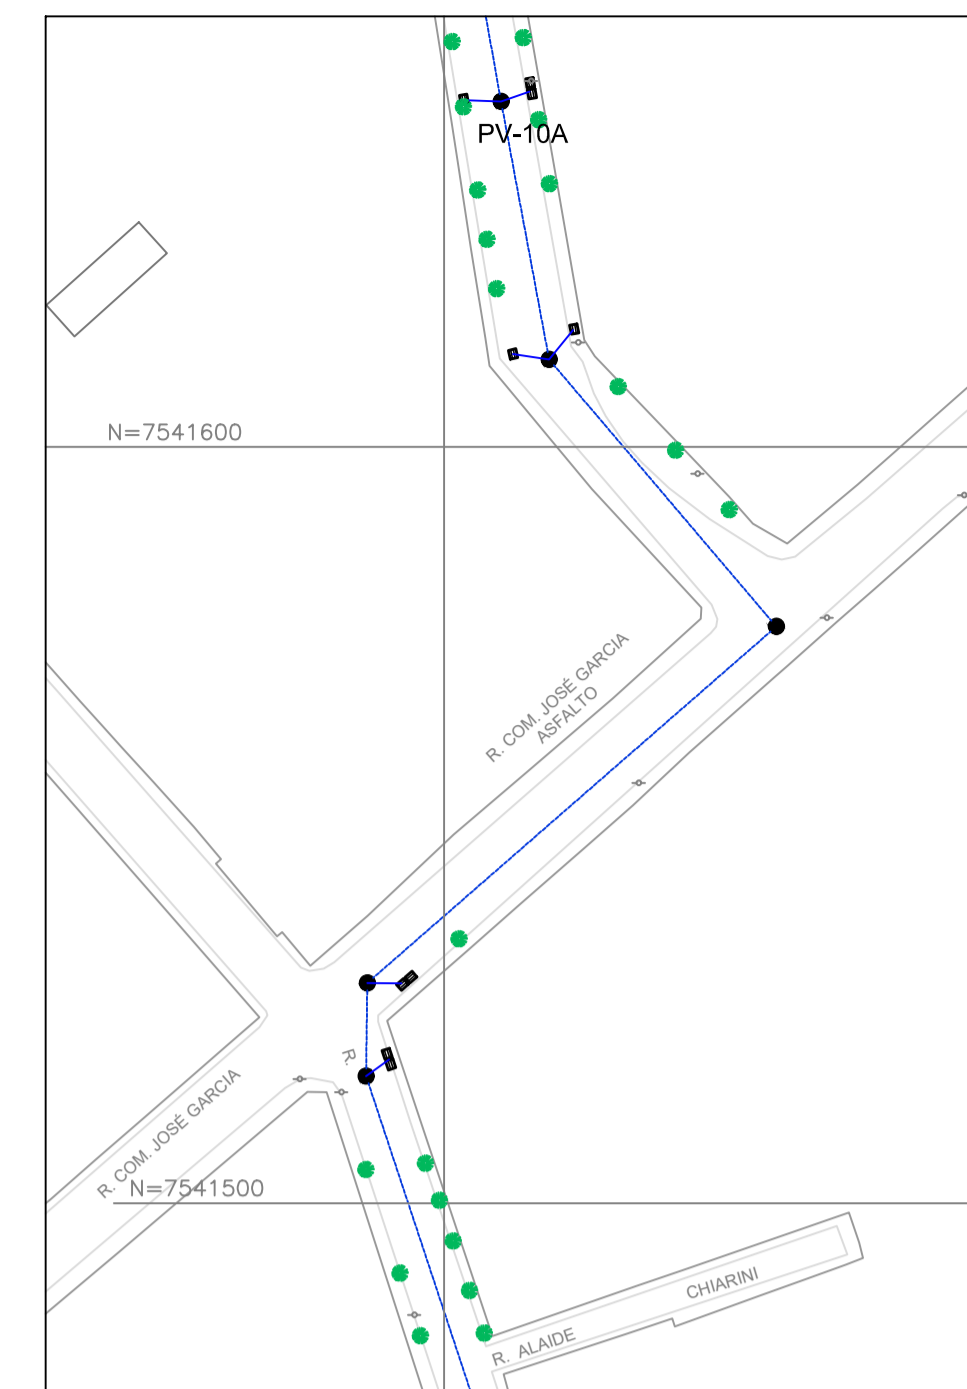 PV-10A
N=7541600
R. COM. JOSÉ GARCIA
ASFALTO
R.
R. COM. JOSÉ GARCIA
N=7541500
CHIARINI
R. ALAIDE